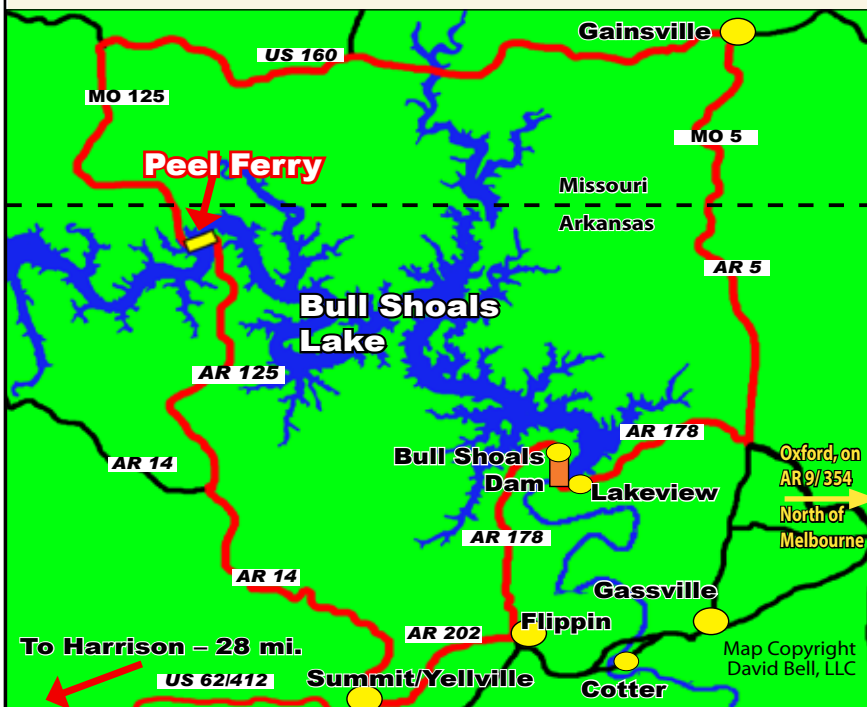 Gainsville
US 160
MO 125
MO 5
Peel Ferry
Missouri
Arkansas
AR 5
Bull Shoals
Lake
AR 125
AR 178
Bull Shoals
Dam
Oxford, on
AR 9/354
AR 14
Lakeview
North of
Melbourne
AR 178
AR 14
Gassville
Flippin
AR 202
To Harrison – 28 mi.
Map Copyright
David Bell, LLC
Summit/Yellville
US 62/412
Cotter